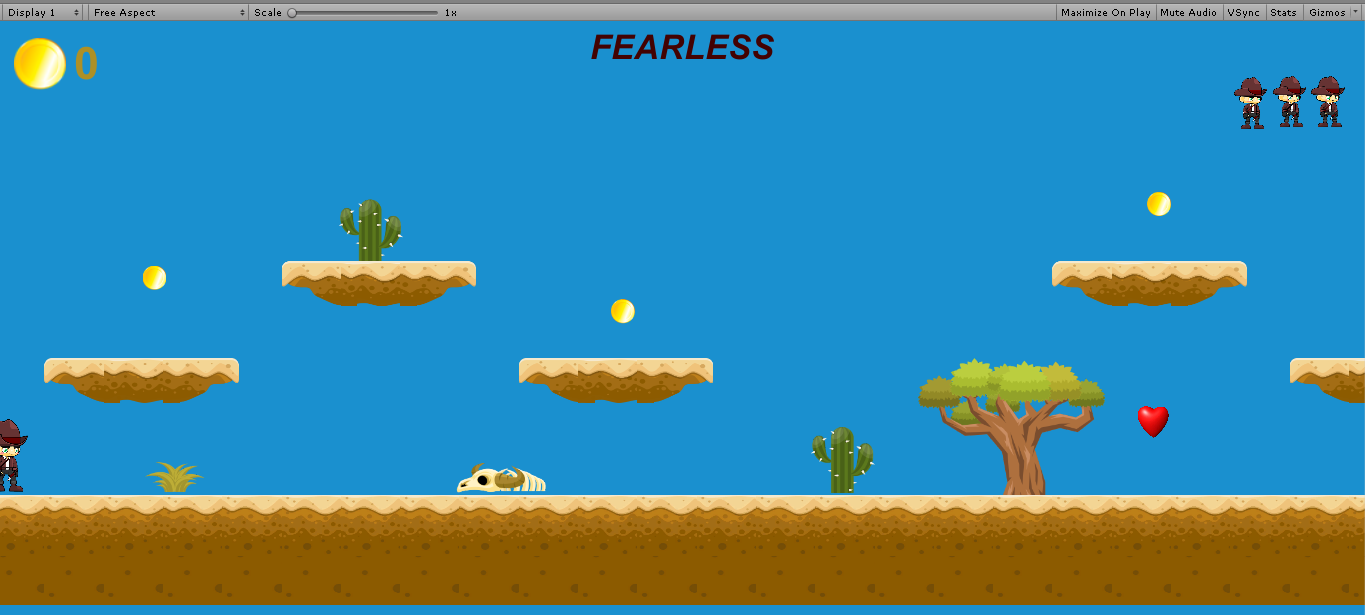 Display 1 Free Aspect Scale 1x Maximize On Play Mute Audio VSync Stats Gizmos
FEARLESS
0